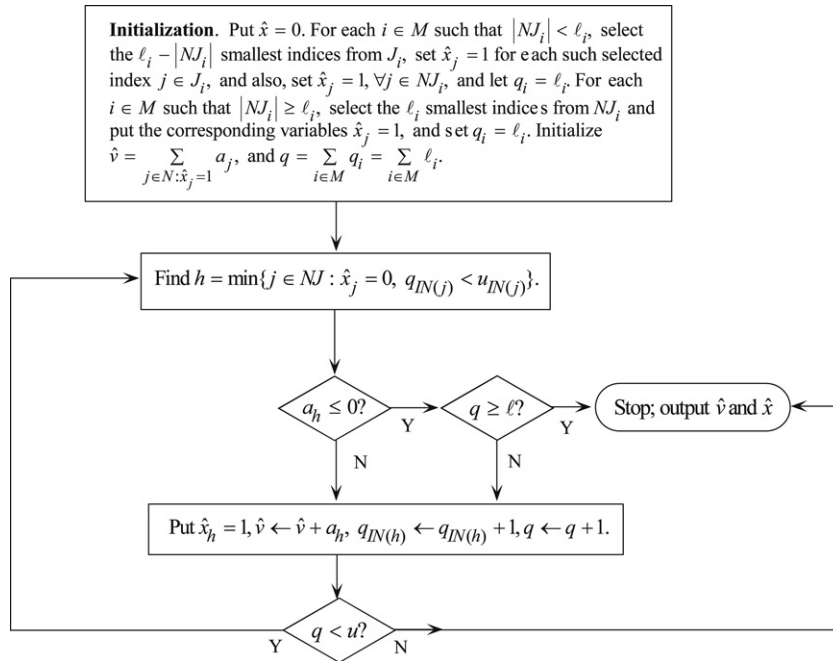 Initialization. Put x̂ = 0. For each i ∈ M such that |NJ_i| < ℓ_i, select
the ℓ_i − |NJ_i| smallest indices from J_i, set x̂_j = 1 for each such selected
index j ∈ J_i, and also, set x̂_j = 1, ∀j ∈ NJ_i, and let q_i = ℓ_i. For each
i ∈ M such that |NJ_i| ≥ ℓ_i, select the ℓ_i smallest indices from NJ_i and
put the corresponding variables x̂_j = 1, and set q_i = ℓ_i. Initialize
v̂ = ∑_{j∈N:x̂_j=1} a_j, and q = ∑_{i∈M} q_i = ∑_{i∈M} ℓ_i.
Find h = min{j ∈ NJ : x̂_j = 0, q_{IN(j)} < u_{IN(j)}}.
a_h ≤ 0?
Y
q ≥ ℓ?
Y
Stop; output v̂ and x̂
N
N
Put x̂_h = 1, v̂ ← v̂ + a_h, q_{IN(h)} ← q_{IN(h)} + 1, q ← q + 1.
Y
q < u?
N